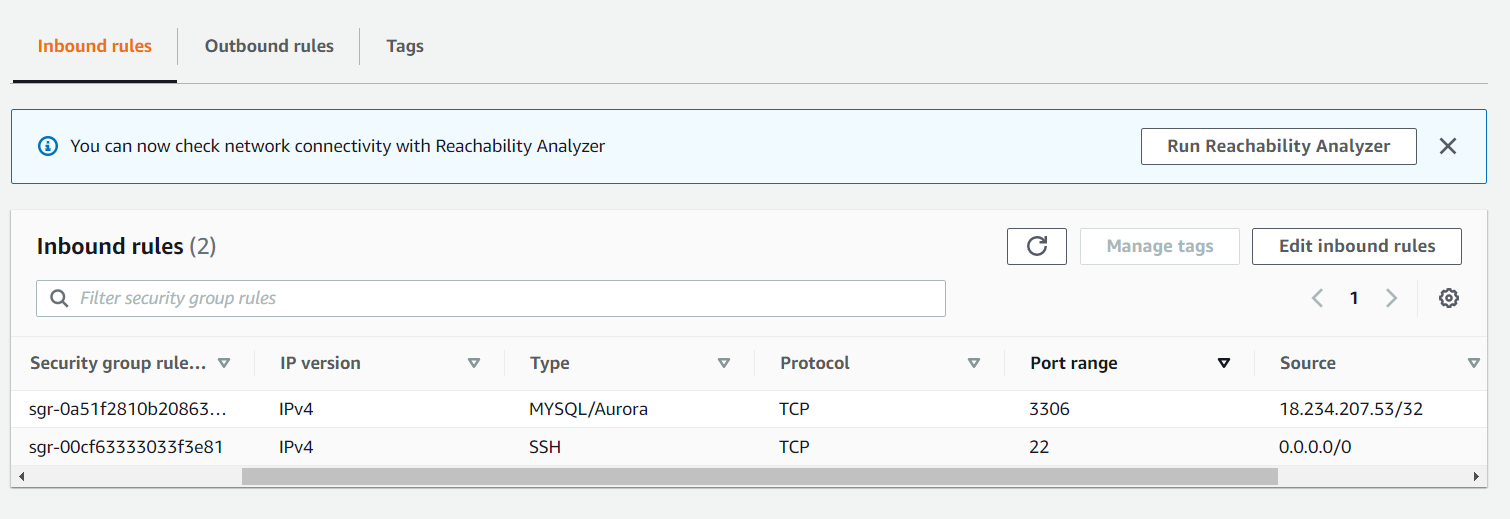 Inbound rules Outbound rules Tags
You can now check network connectivity with Reachability Analyzer Run Reachability Analyzer
Inbound rules (2) Manage tags Edit inbound rules
Filter security group rules 1
Security group rule... IP version Type Protocol Port range Source
sgr-0a51f2810b20863... IPv4 MYSQL/Aurora TCP 3306 18.234.207.53/32
sgr-00cf63333033f3e81 IPv4 SSH TCP 22 0.0.0.0/0